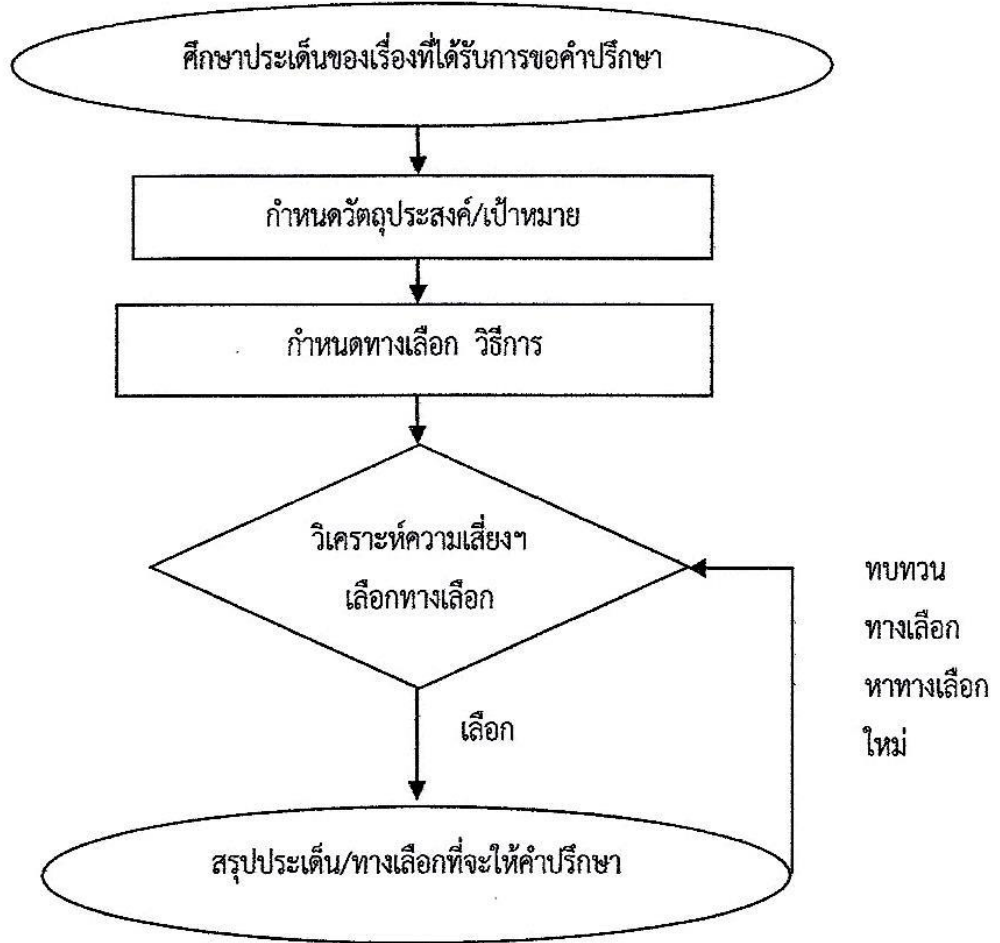 ศึกษาประเด็นของเรื่องที่ได้รับการขอคำปรึกษา
กำหนดวัตถุประสงค์/เป้าหมาย
กำหนดทางเลือก วิธีการ
วิเคราะห์ความเสี่ยงฯ
เลือกทางเลือก
ทบทวน
ทางเลือก
หาทางเลือก
ใหม่
เลือก
สรุปประเด็น/ทางเลือกที่จะให้คำปรึกษา